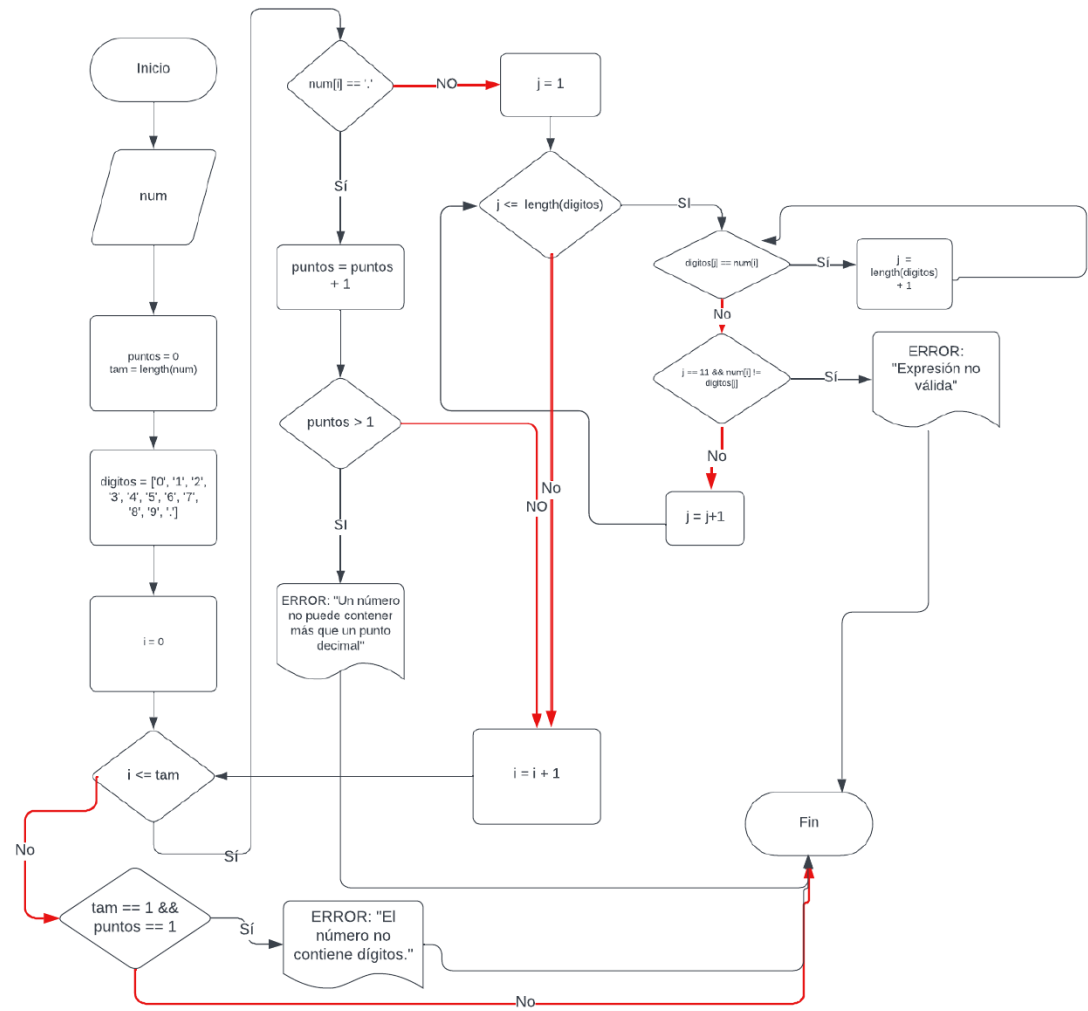 Inicio
num
puntos = 0
tam = length(num)
digitos = ['0', '1', '2',
'3', '4', '5', '6', '7',
'8', '9', '.']
i = 0
i <= tam
No
Sí
tam == 1 &&
puntos == 1
Sí
No
ERROR: "El
número no
contiene dígitos."
num[i] == '.'
NO
Sí
puntos = puntos
+ 1
puntos > 1
NO
SI
ERROR: "Un número
no puede contener
más que un punto
decimal"
j = 1
j <= length(digitos)
SI
No
digitos[j] == num[i]
Sí
j =
length(digitos)
+ 1
No
j == 11 && num[i] !=
digitos[j]
Sí
ERROR:
"Expresión no
válida"
No
j = j+1
i = i + 1
Fin